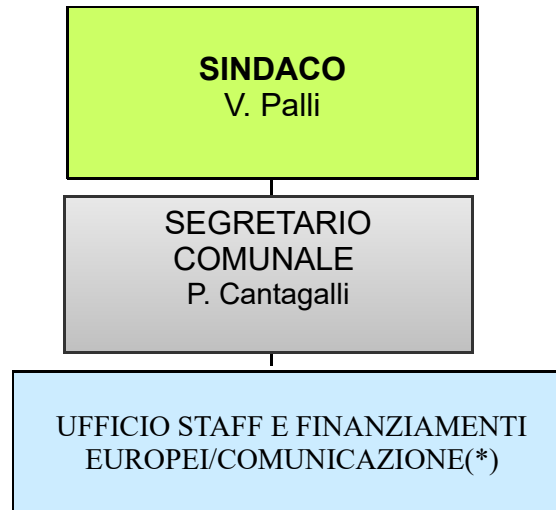 SINDACO
V. Palli
SEGRETARIO
COMUNALE
P. Cantagalli
UFFICIO STAFF E FINANZIAMENTI
EUROPEI/COMUNICAZIONE(*)